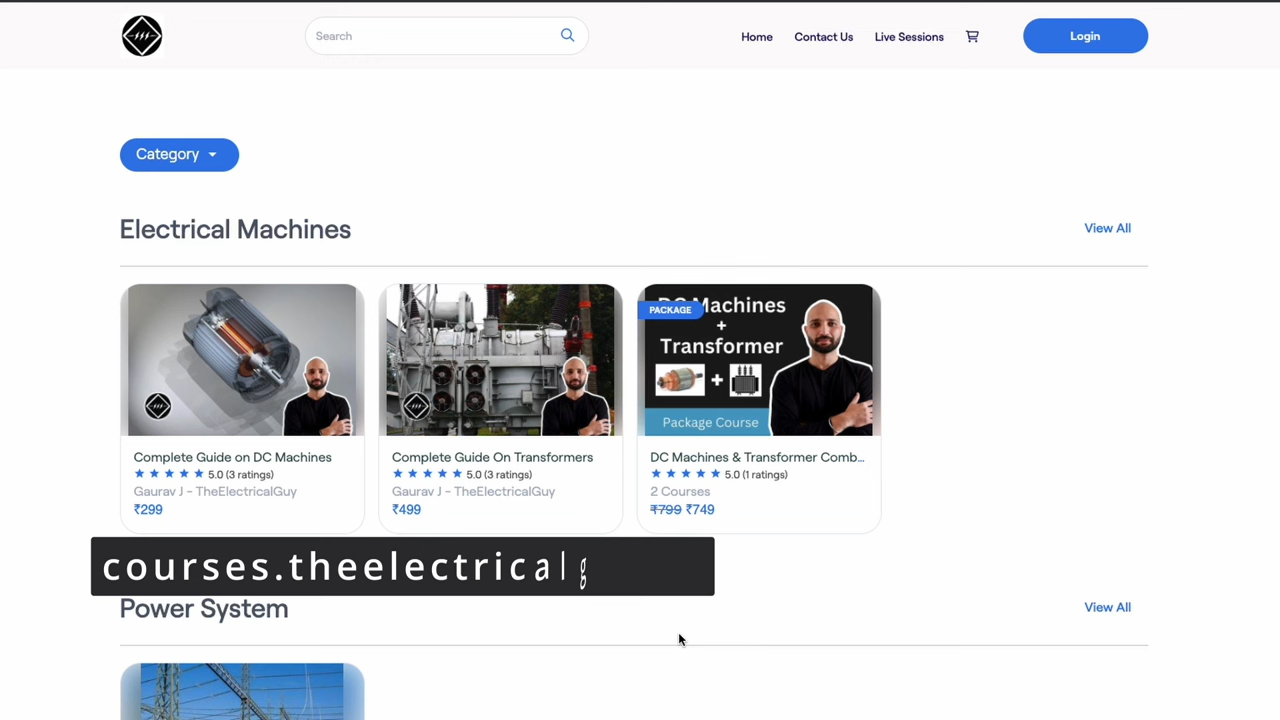 Search
Home
Contact Us
Live Sessions
Login
Category
Electrical Machines
View All
PACKAGE
DC Machines
+
Transformer
+
Package Course
Complete Guide on DC Machines
5.0 (3 ratings)
Gaurav J - TheElectricalGuy
₹299
Complete Guide On Transformers
5.0 (3 ratings)
Gaurav J - TheElectricalGuy
₹499
DC Machines & Transformer Comb...
5.0 (1 ratings)
2 Courses
₹799 ₹749
courses.theelectricalg
Power System
View All